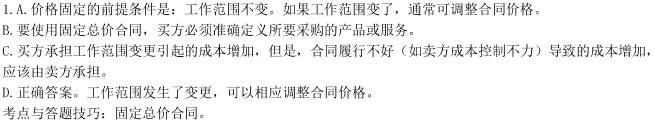 1.A.价格固定的前提条件是：工作范围不变。如果工作范围变了，通常可调整合同价格。
B.要使用固定总价合同，买方必须准确定义所要采购的产品或服务。
C.买方承担工作范围变更引起的成本增加，但是，合同履行不好（如卖方成本控制不力）导致的成本增加，
应该由卖方承担。
D.正确答案。工作范围发生了变更，可以相应调整合同价格。
考点与答题技巧：固定总价合同。